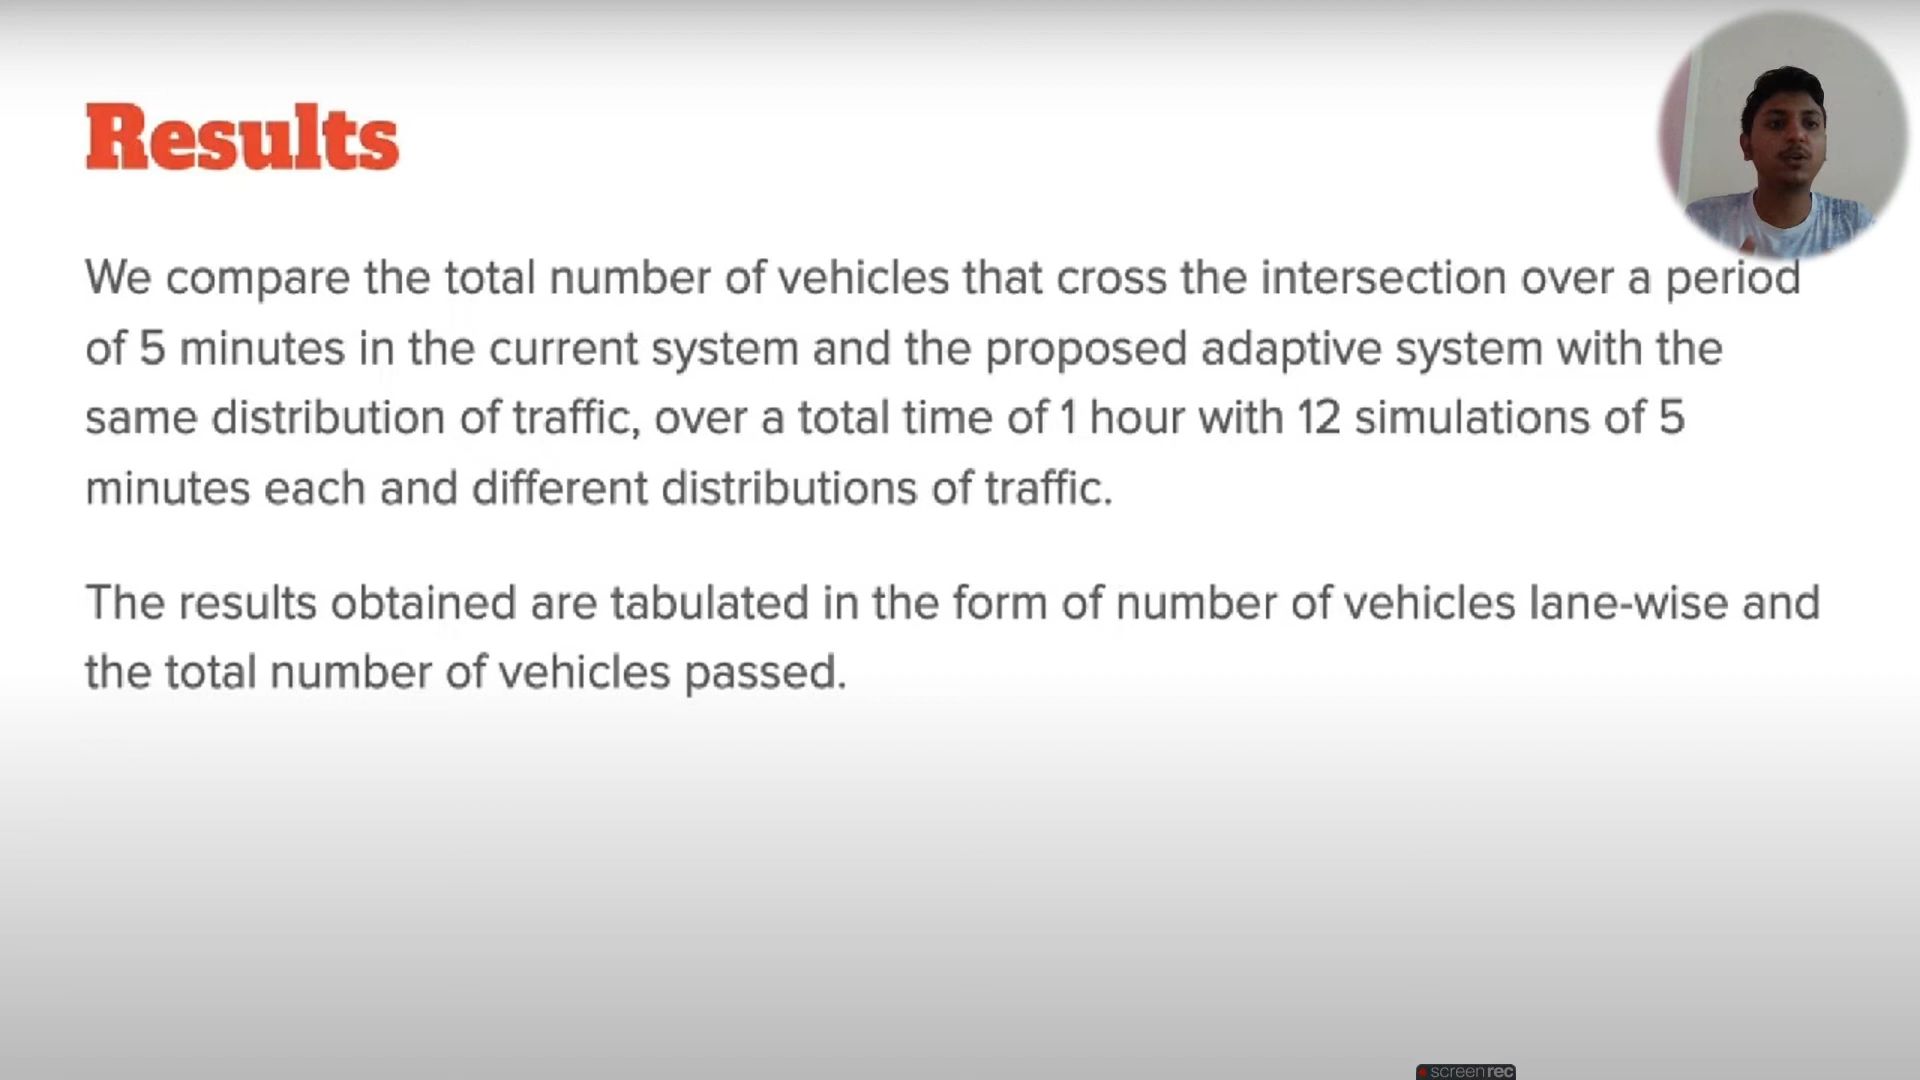 Results
We compare the total number of vehicles that cross the intersection over a period
of 5 minutes in the current system and the proposed adaptive system with the
same distribution of traffic, over a total time of 1 hour with 12 simulations of 5
minutes each and different distributions of traffic.
The results obtained are tabulated in the form of number of vehicles lane-wise and
the total number of vehicles passed.
screenrec